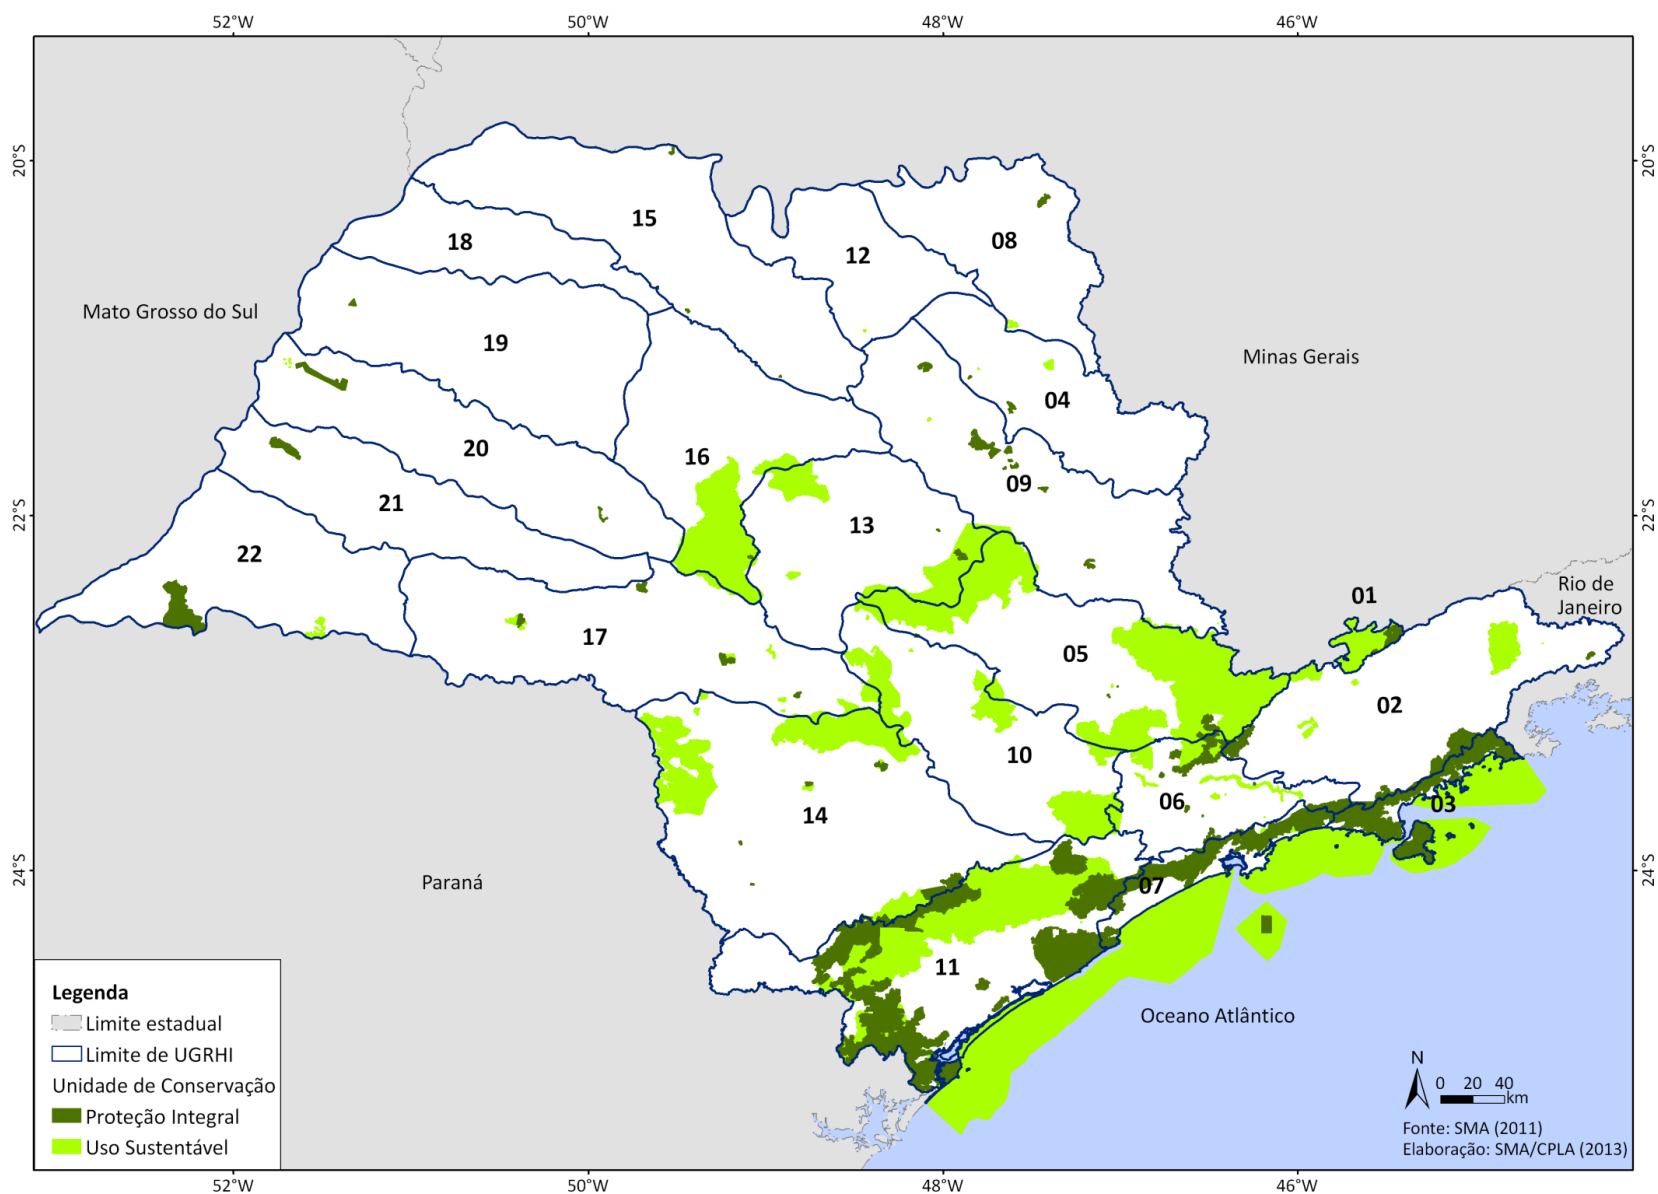 52°W 50°W 48°W 46°W
20°S 20°S
15
18
08
12
Mato Grosso do Sul
19
Minas Gerais
04
20
16
09
21
13
22°S 22°S
22
Rio de
Janeiro
01
17
05
02
10
06
03
14
24°S 24°S
Paraná
07
11
Oceano Atlântico
Legenda
Limite estadual
Limite de UGRHI
Unidade de Conservação
Proteção Integral
Uso Sustentável
N
0 20 40
km
Fonte: SMA (2011)
Elaboração: SMA/CPLA (2013)
52°W 50°W 48°W 46°W